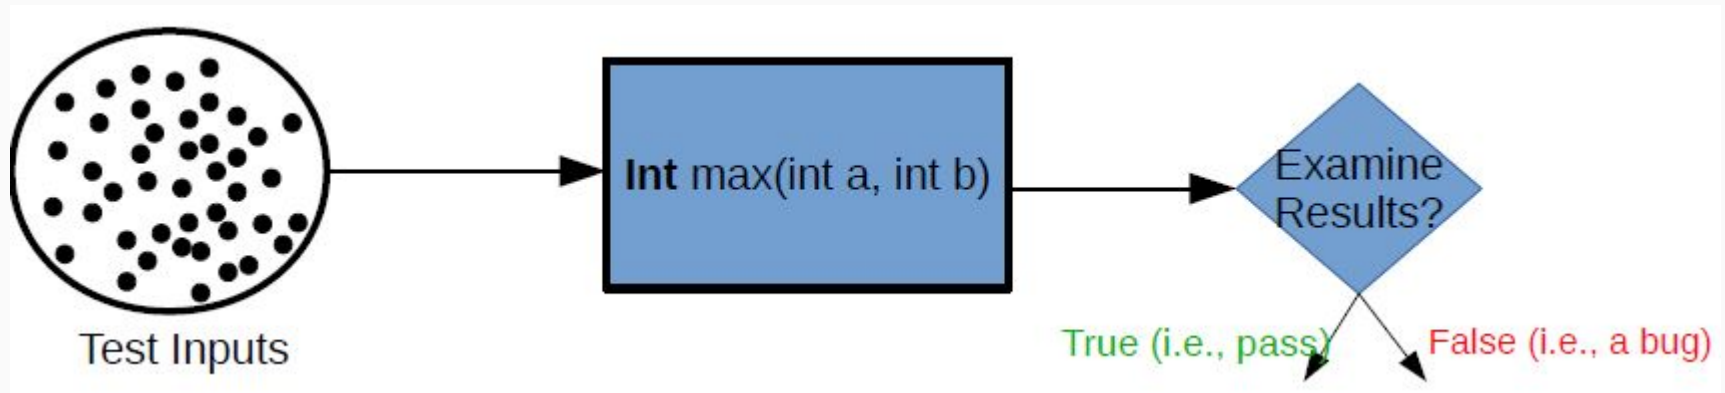 Test Inputs
Int max(int a, int b)
Examine
Results?
True (i.e., pass)
False (i.e., a bug)